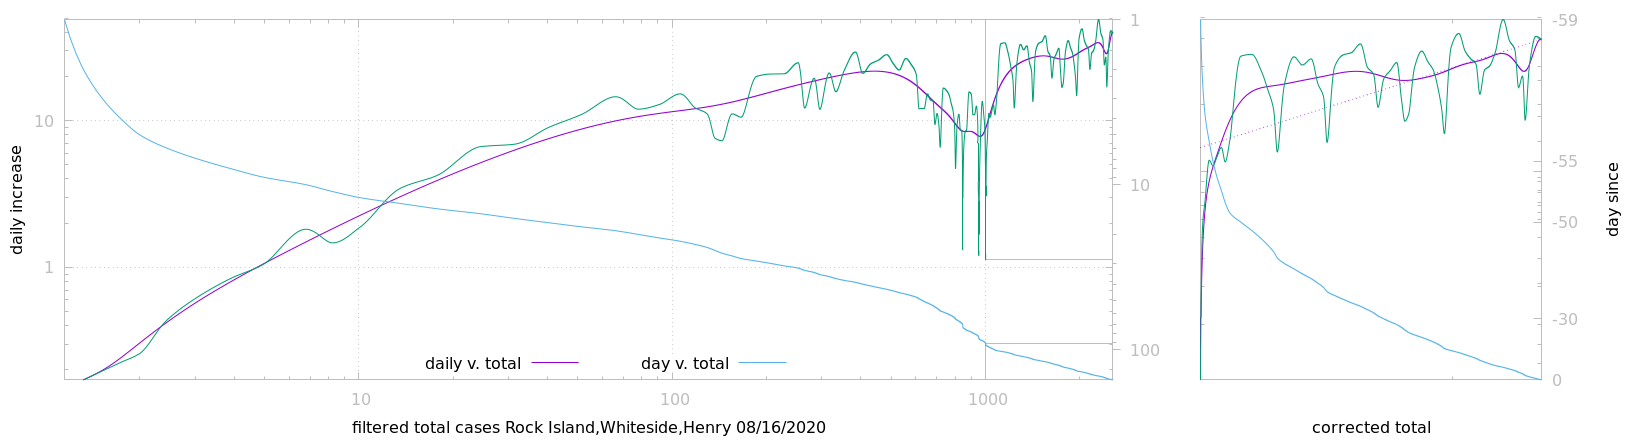 1
-59
10
daily increase
-55
10
day since
-50
1
-30
daily v. total
day v. total
100
0
10
100
1000
filtered total cases Rock Island,Whiteside,Henry 08/16/2020
corrected total